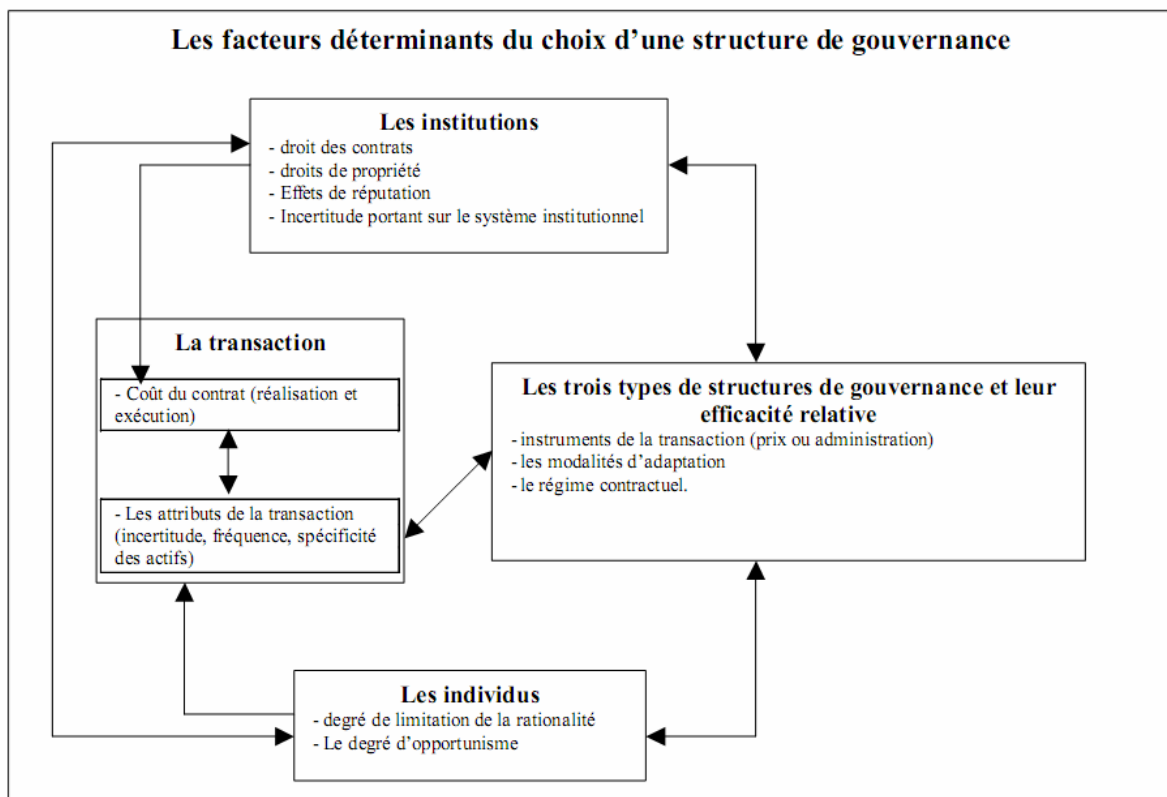 Les facteurs déterminants du choix d'une structure de gouvernance
Les institutions
- droit des contrats
- droits de propriété
- Effets de réputation
- Incertitude portant sur le système institutionnel
La transaction
- Coût du contrat (réalisation et
exécution)
- Les attributs de la transaction
(incertitude, fréquence, spécificité
des actifs)
Les trois types de structures de gouvernance et leur
efficacité relative
- instruments de la transaction (prix ou administration)
- les modalités d'adaptation
- le régime contractuel.
Les individus
- degré de limitation de la rationalité
- Le degré d'opportunisme